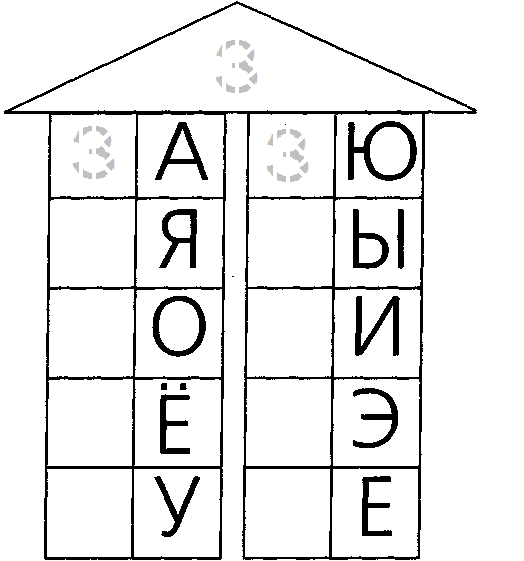 З
З А З Ю
Я Ы
О И
Ё Э
У Е